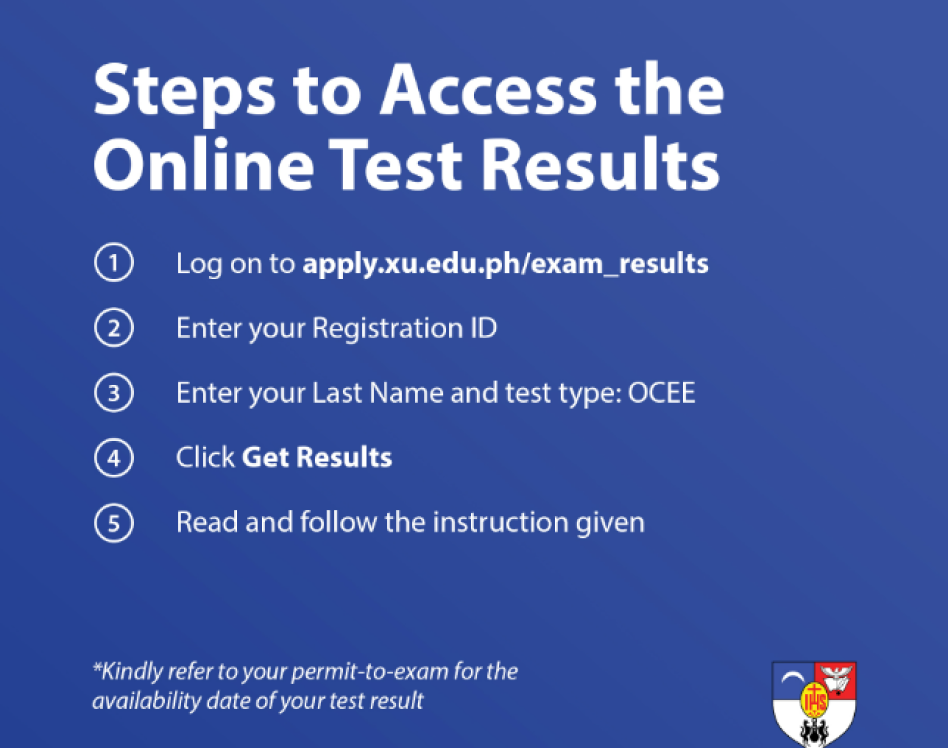 Steps to Access the
Online Test Results
1 Log on to apply.xu.edu.ph/exam_results
2 Enter your Registration ID
3 Enter your Last Name and test type: OCEE
4 Click Get Results
5 Read and follow the instruction given
*Kindly refer to your permit-to-exam for the
availability date of your test result
IHS